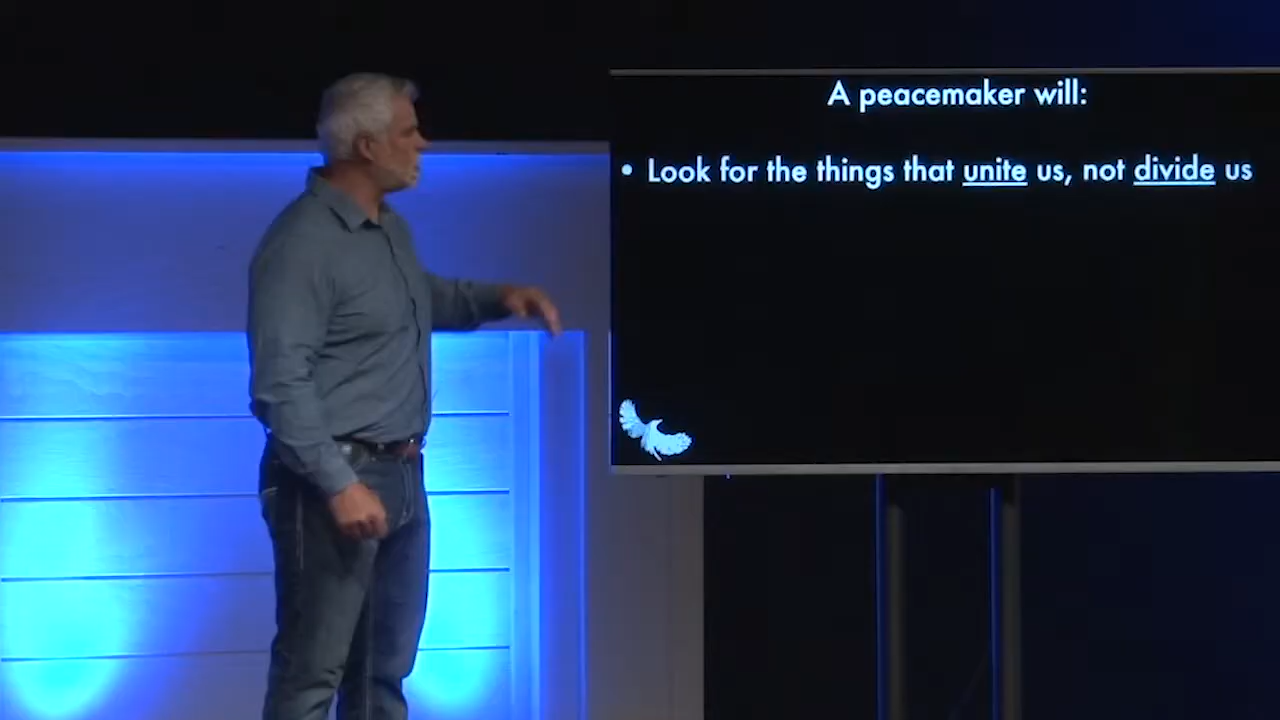 A peacemaker will:
• Look for the things that unite us, not divide us